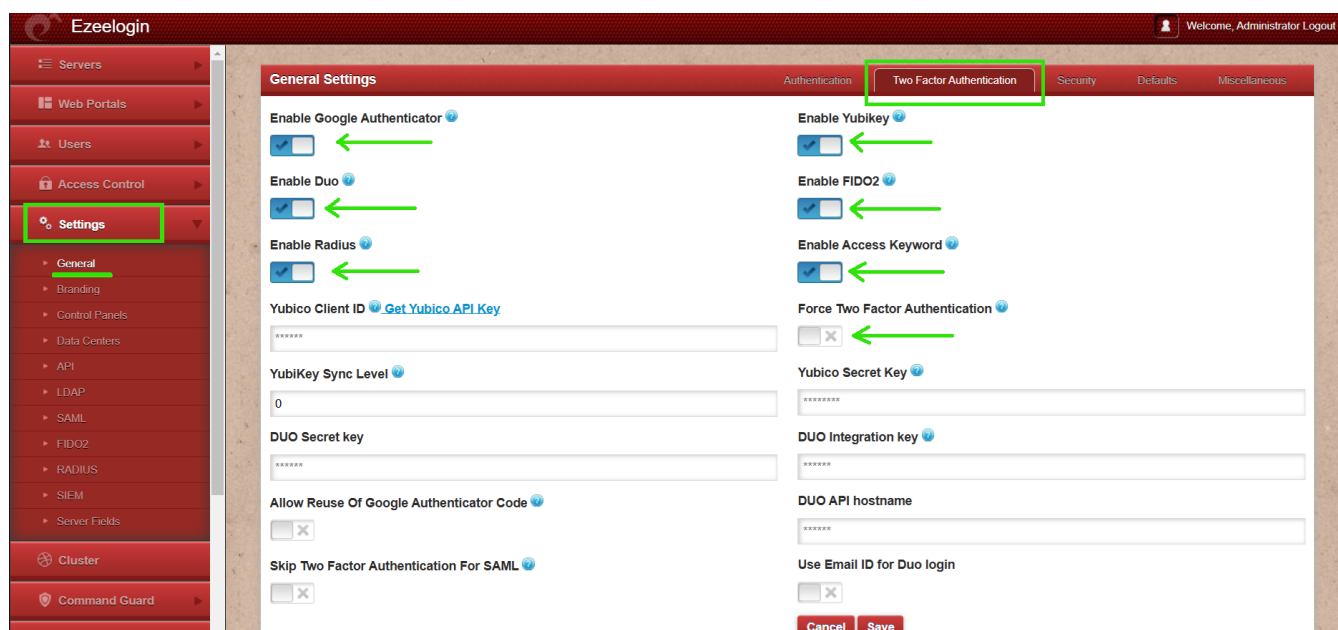 Ezeelogin
Welcome, Administrator Logout
Servers
Web Portals
Users
Access Control
Settings
General
Branding
Control Panels
Data Centers
API
LDAP
SAML
FIDO2
RADIUS
SIEM
Server Fields
Cluster
Command Guard
General Settings
Authentication
Two Factor Authentication
Security
Defaults
Miscellaneous
Enable Google Authenticator
Enable Yubikey
Enable Duo
Enable FIDO2
Enable Radius
Enable Access Keyword
Yubico Client ID Get Yubico API Key
******
Force Two Factor Authentication
YubiKey Sync Level
0
Yubico Secret Key
********
DUO Secret key
******
DUO Integration key
******
Allow Reuse Of Google Authenticator Code
DUO API hostname
******
Skip Two Factor Authentication For SAML
Use Email ID for Duo login
Cancel
Save